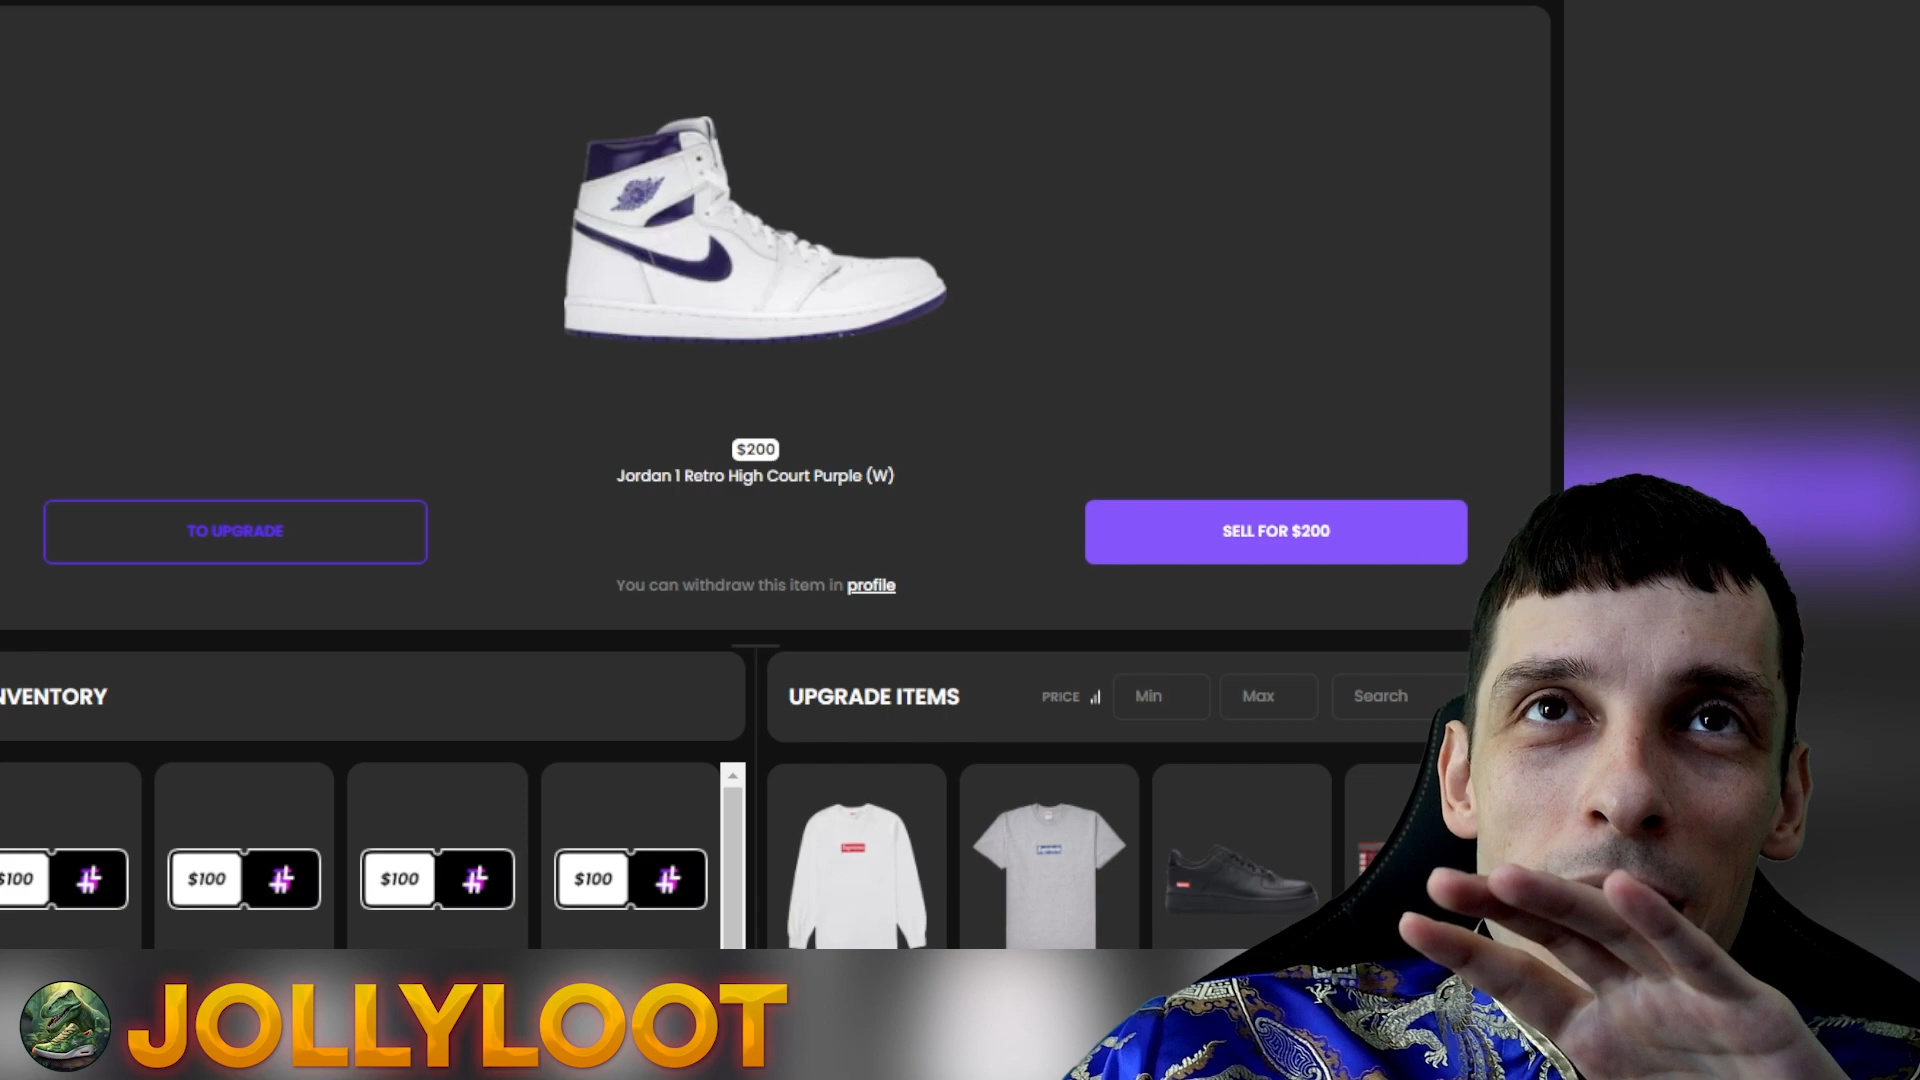 $200
Jordan 1 Retro High Court Purple (W)
TO UPGRADE
SELL FOR $200
You can withdraw this item in profile
NVENTORY
UPGRADE ITEMS
PRICE
Min
Max
Search
$100
$100
$100
$100
Supreme
JOLLYLOOT